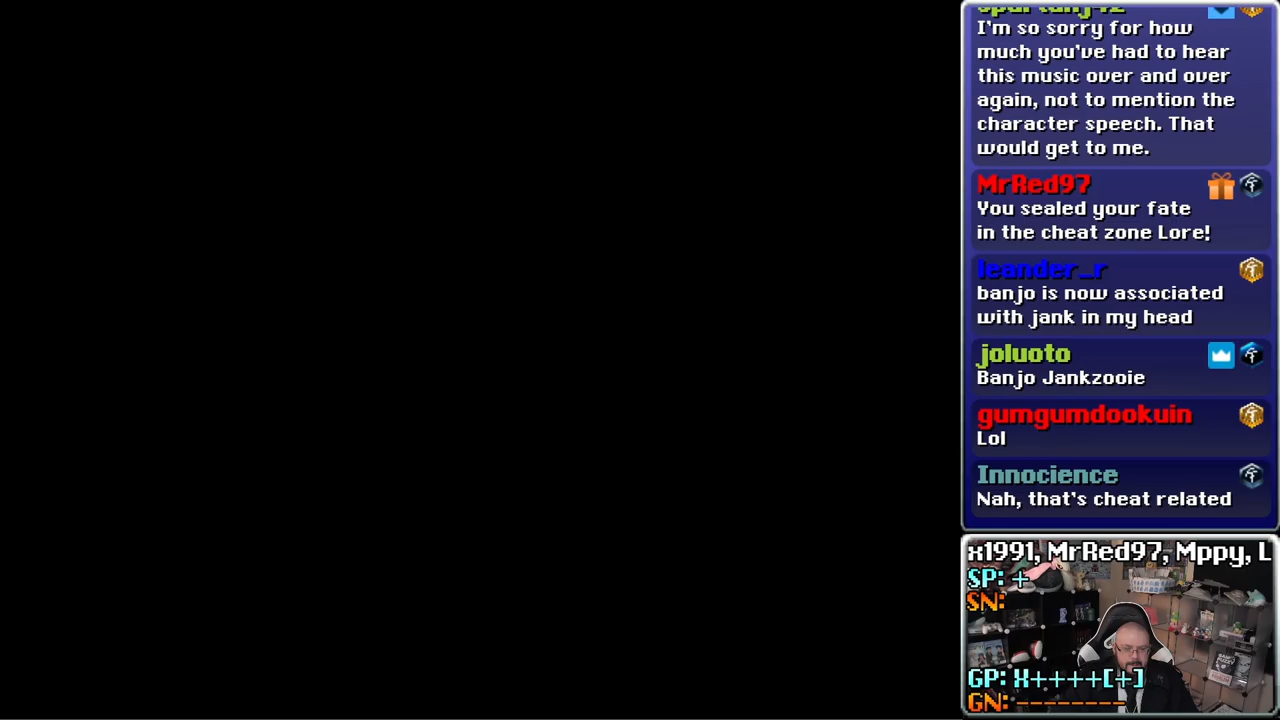 I'm so sorry for how
much you've had to hear
this music over and over
again, not to mention the
character speech. That
would get to me.
MrRed97
You sealed your fate
in the cheat zone Lore!
leander_r
banjo is now associated
with jank in my head
joluoto
Banjo Jankzooie
gumgumdookuin
Lol
Innocience
Nah, that's cheat related
x1991, MrRed97, Mppy, L
SP: +
SN:
GP: X++++[+]
GN: --------